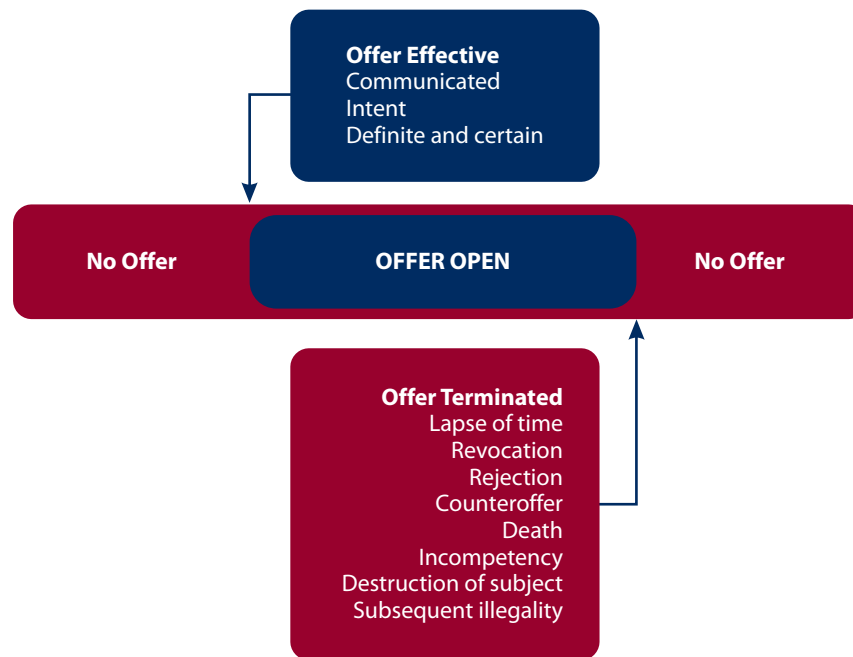 Offer Effective
Communicated
Intent
Definite and certain
No Offer
OFFER OPEN
No Offer
Offer Terminated
Lapse of time
Revocation
Rejection
Counteroffer
Death
Incompetency
Destruction of subject
Subsequent illegality